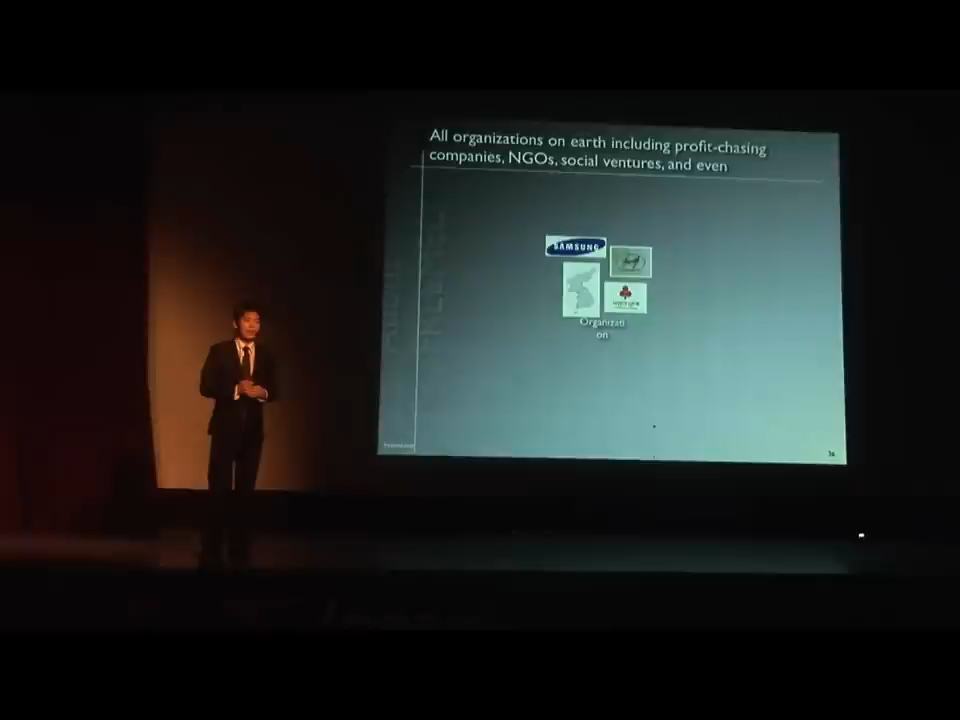 All organizations on earth including profit-chasing
companies, NGOs, social ventures, and even
SAMSUNG
Organizati
on